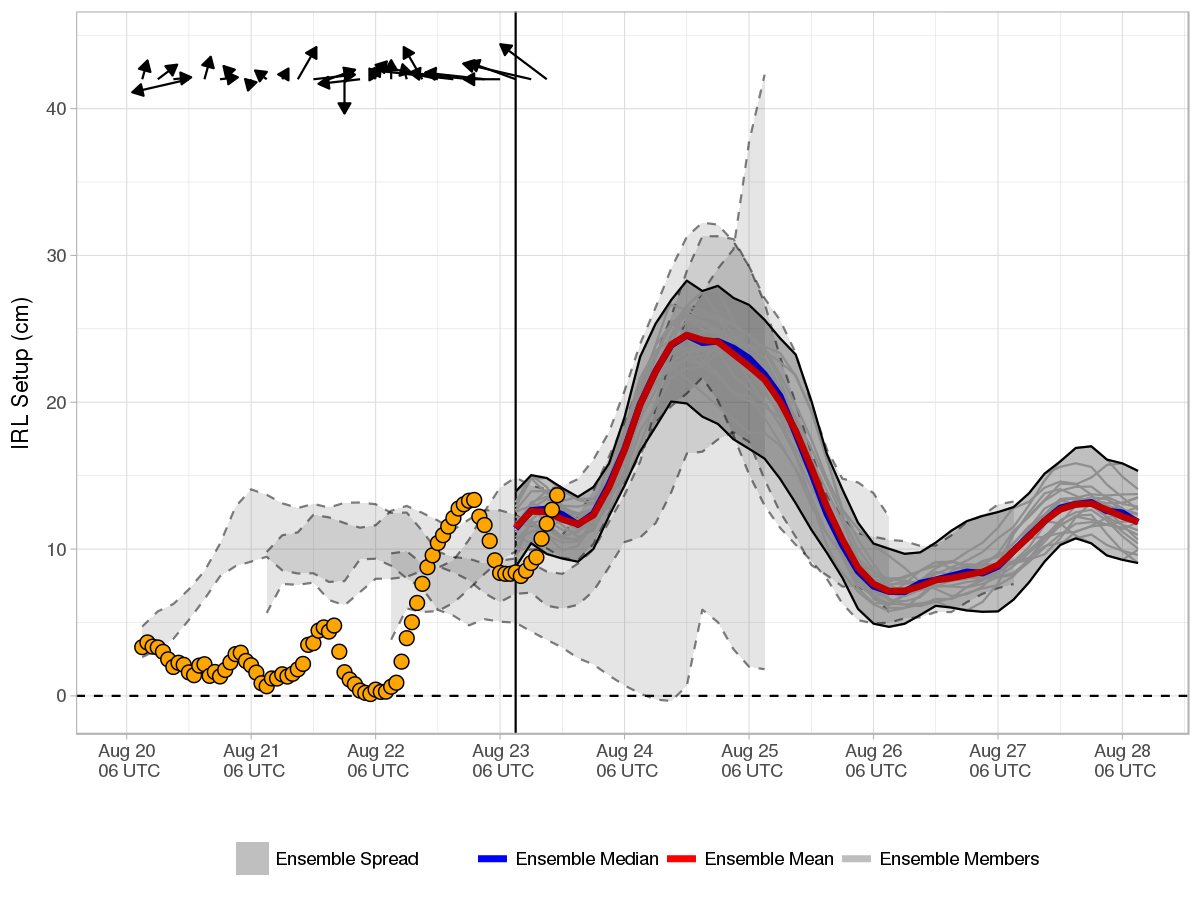 IRL Setup (cm)
40
30
20
10
0
Aug 20 Aug 21 Aug 22 Aug 23 Aug 24 Aug 25 Aug 26 Aug 27 Aug 28
06 UTC 06 UTC 06 UTC 06 UTC 06 UTC 06 UTC 06 UTC 06 UTC 06 UTC
Ensemble Spread Ensemble Median Ensemble Mean Ensemble Members